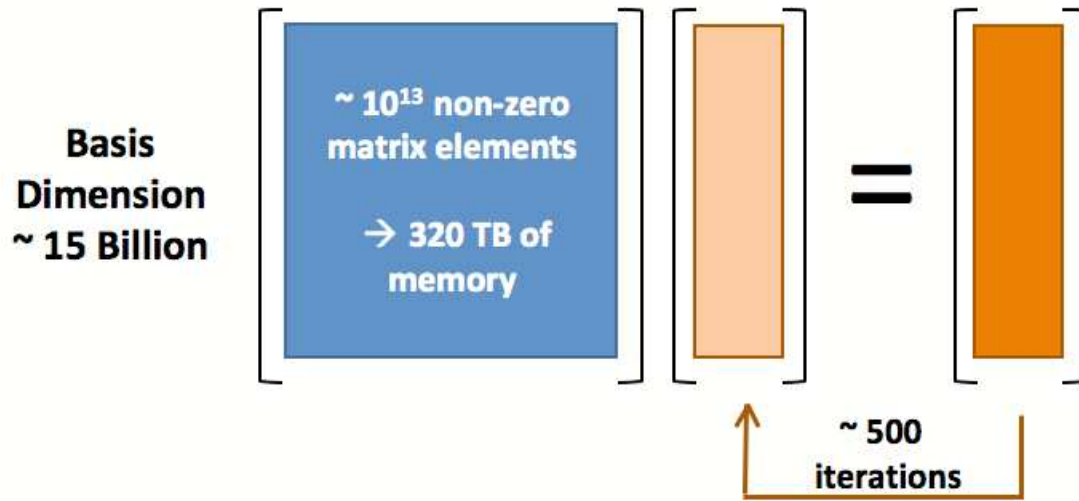 Basis
Dimension
~ 15 Billion
~ 10¹³ non-zero
matrix elements
→ 320 TB of
memory
=
~ 500
iterations